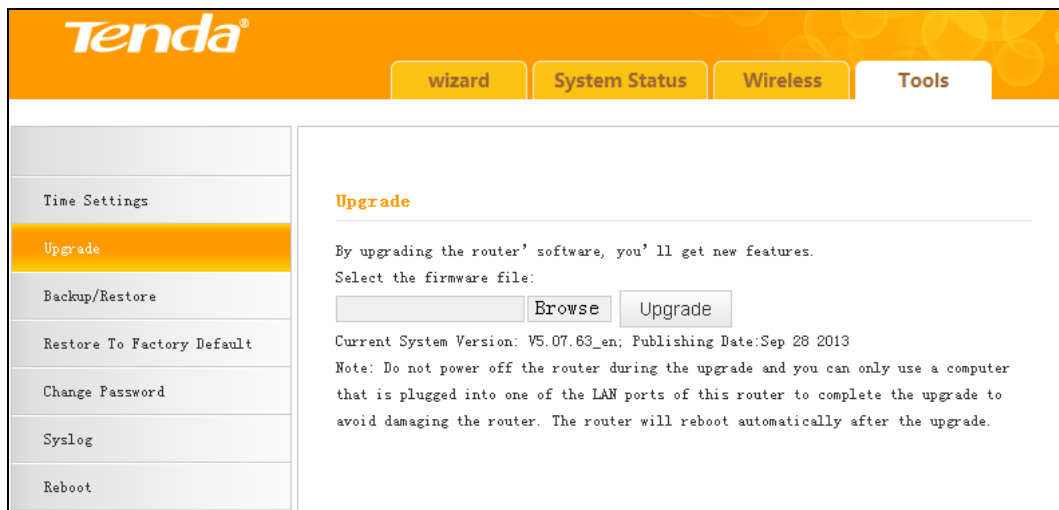 Tenda®
wizard
System Status
Wireless
Tools
Time Settings
Upgrade
Backup/Restore
Restore To Factory Default
Change Password
Syslog
Reboot
Upgrade
By upgrading the router' software, you'll get new features.
Select the firmware file:
Browse
Upgrade
Current System Version: V5.07.63_en; Publishing Date:Sep 28 2013
Note: Do not power off the router during the upgrade and you can only use a computer
that is plugged into one of the LAN ports of this router to complete the upgrade to
avoid damaging the router. The router will reboot automatically after the upgrade.